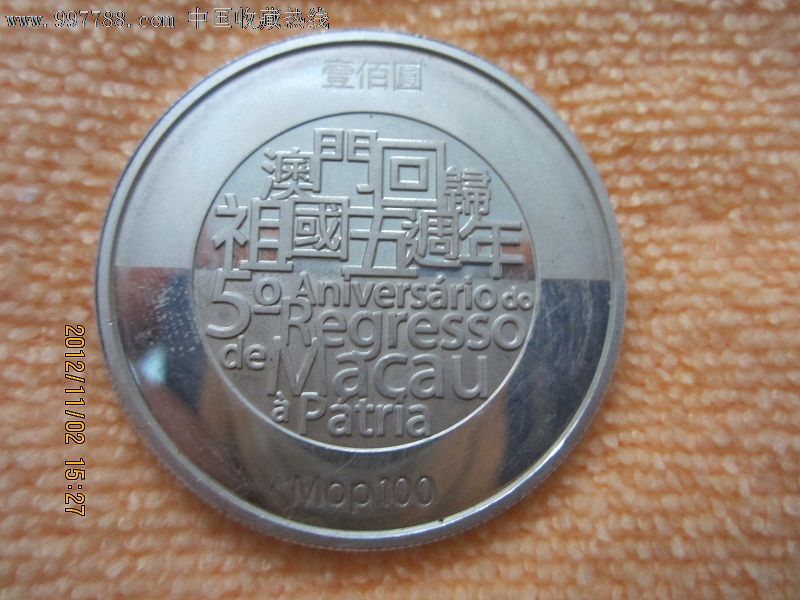 www.997788.com 中国收藏热线
壹佰圓
澳門回歸
祖國五週年
5º Aniversário do
Regresso
de Macau
à Pátria
Mop100
2012/11/02 15:27